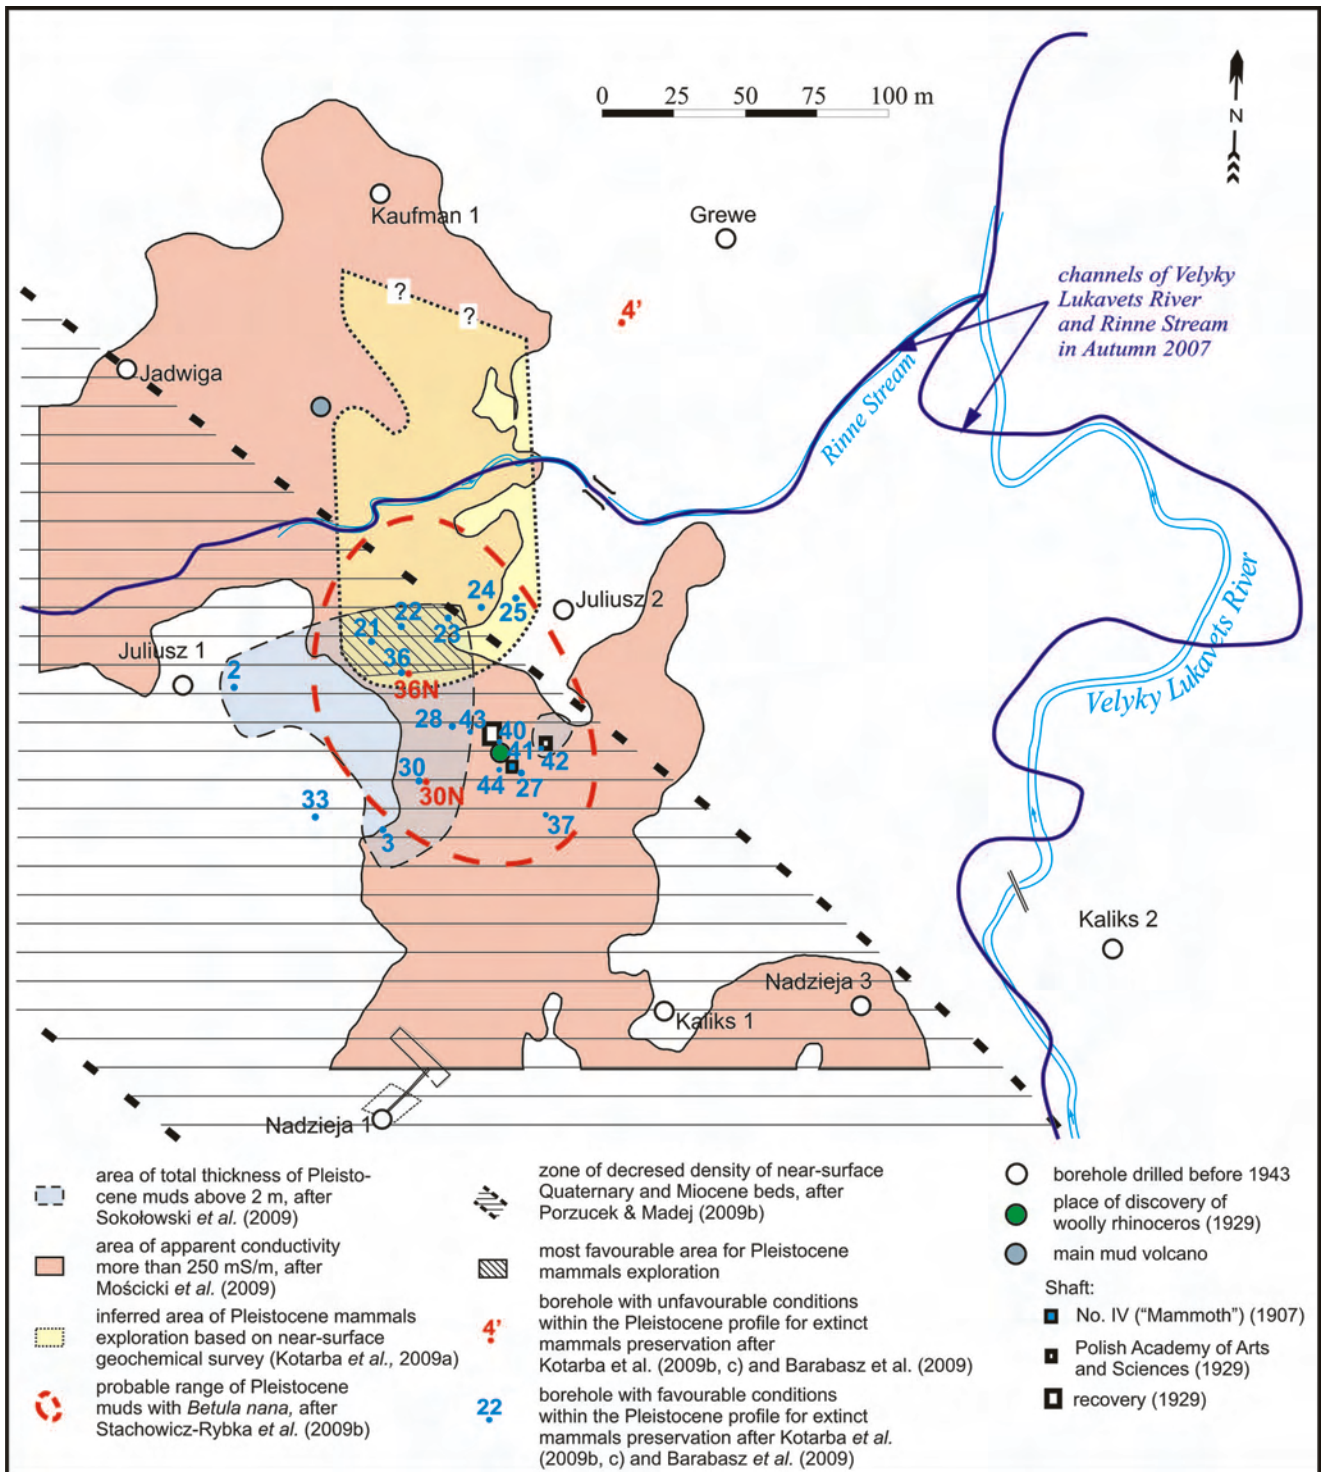 0 25 50 75 100 m
N
Kaufman 1
Grewe
channels of Velyky
Lukavets River
and Rinne Stream
in Autumn 2007
?
?
4'
Jadwiga
Rinne Stream
Velyky Lukavets River
24
25
Juliusz 2
22
23
21
Juliusz 1
36
2
36N
28
43
40
41
42
30
30N
44
27
33
37
3
Kaliks 2
Nadzieja 3
Kaliks 1
Nadzieja 1
area of total thickness of Pleisto-
cene muds above 2 m, after
Sokołowski et al. (2009)
area of apparent conductivity
more than 250 mS/m, after
Mościcki et al. (2009)
inferred area of Pleistocene mammals
exploration based on near-surface
geochemical survey (Kotarba et al., 2009a)
probable range of Pleistocene
muds with Betula nana, after
Stachowicz-Rybka et al. (2009b)
zone of decresed density of near-surface
Quaternary and Miocene beds, after
Porzucek & Madej (2009b)
most favourable area for Pleistocene
mammals exploration
4'
borehole with unfavourable conditions
within the Pleistocene profile for extinct
mammals preservation after
Kotarba et al. (2009b, c) and Barabasz et al. (2009)
22
borehole with favourable conditions
within the Pleistocene profile for extinct
mammals preservation after Kotarba et al.
(2009b, c) and Barabasz et al. (2009)
borehole drilled before 1943
place of discovery of
woolly rhinoceros (1929)
main mud volcano
Shaft:
No. IV (“Mammoth”) (1907)
Polish Academy of Arts
and Sciences (1929)
recovery (1929)